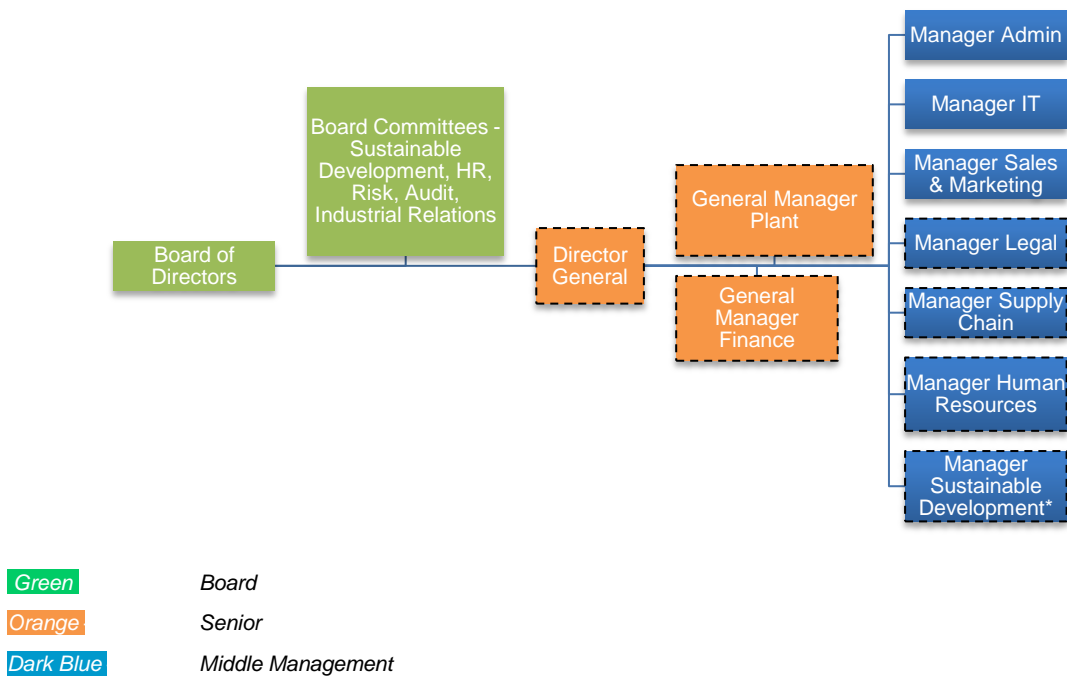 Board of
Directors
Board Committees -
Sustainable
Development, HR,
Risk, Audit,
Industrial Relations
Director
General
General Manager
Plant
General
Manager
Finance
Manager Admin
Manager IT
Manager Sales
& Marketing
Manager Legal
Manager Supply
Chain
Manager Human
Resources
Manager
Sustainable
Development*
Green Board
Orange Senior
Dark Blue Middle Management